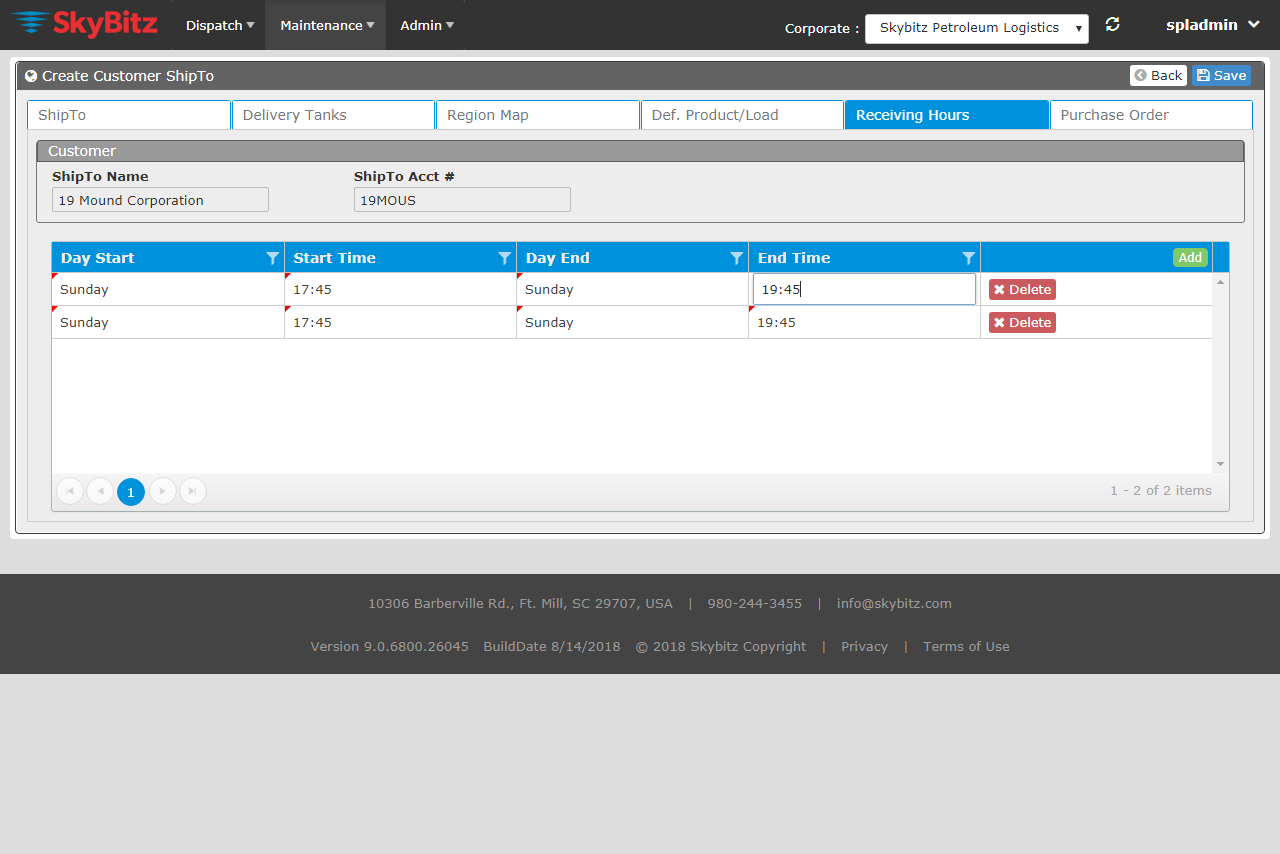 SkyBitz Dispatch Maintenance Admin Corporate : Skybitz Petroleum Logistics spladmin
Create Customer ShipTo Back Save
ShipTo Delivery Tanks Region Map Def. Product/Load Receiving Hours Purchase Order
Customer
ShipTo Name ShipTo Acct #
19 Mound Corporation 19MOUS
Day Start Start Time Day End End Time Add
Sunday 17:45 Sunday 19:45 Delete
Sunday 17:45 Sunday 19:45 Delete
1 1 - 2 of 2 items
10306 Barberville Rd., Ft. Mill, SC 29707, USA | 980-244-3455 | info@skybitz.com
Version 9.0.6800.26045 BuildDate 8/14/2018 © 2018 Skybitz Copyright | Privacy | Terms of Use